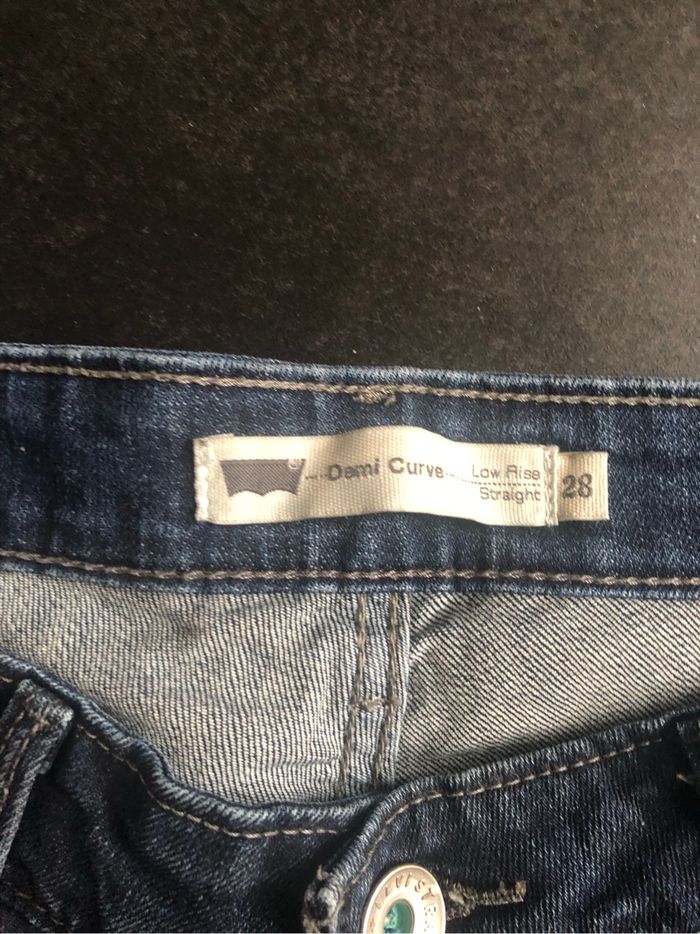 Demi Curve
Low Rise
Straight
28